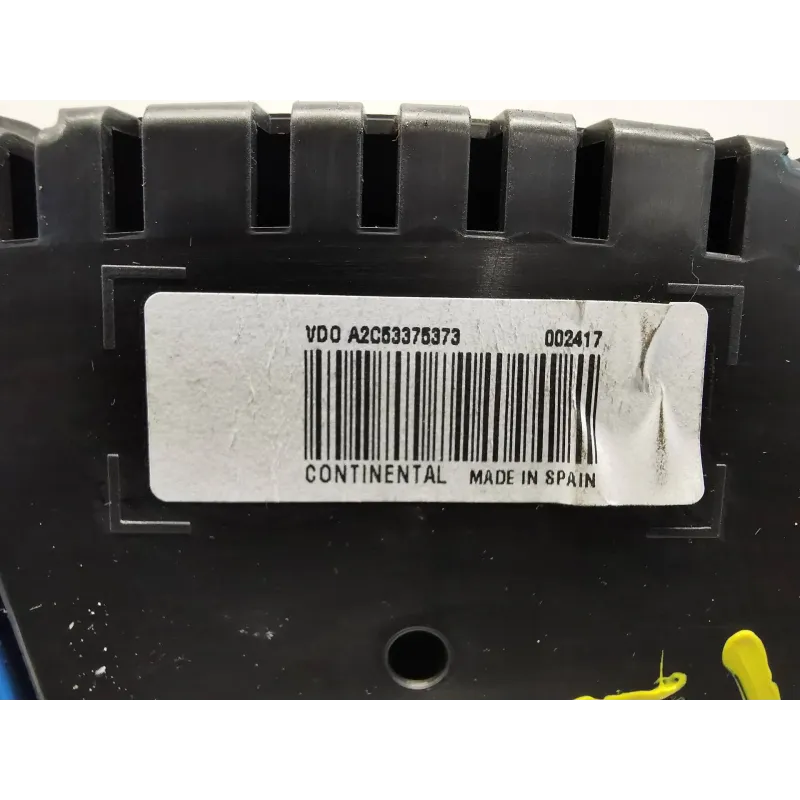 VDO A2C53375373 002417
CONTINENTAL MADE IN SPAIN